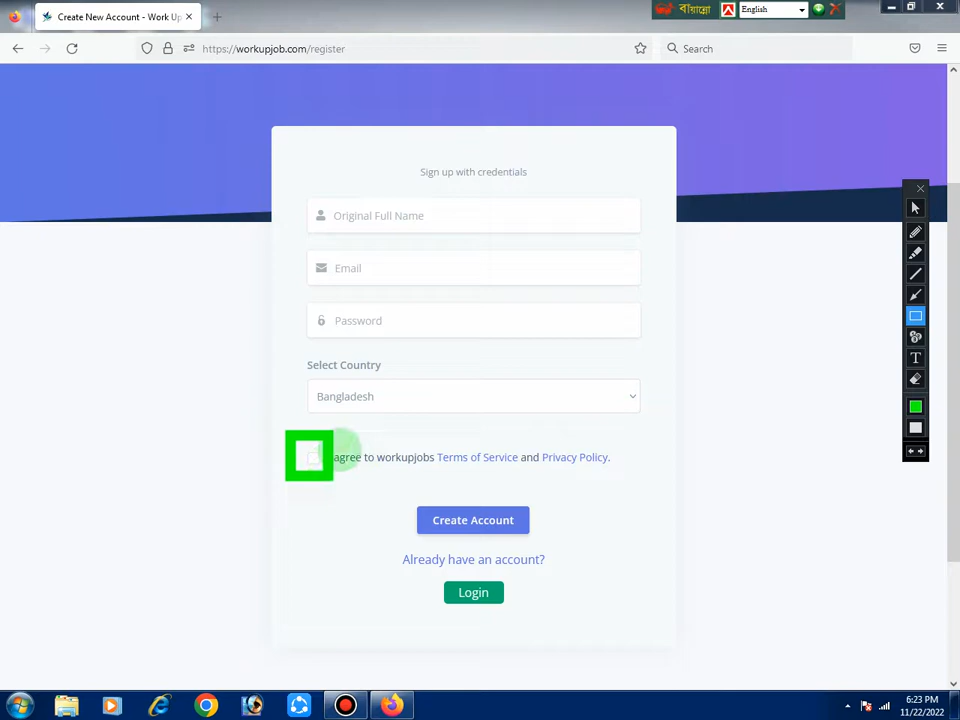 Create New Account - Work Up
বায়ান্নো
English
https://workupjob.com/register
Search
Sign up with credentials
Original Full Name
Email
Password
Select Country
Bangladesh
agree to workupjobs Terms of Service and Privacy Policy.
Create Account
Already have an account?
Login
T
6:23 PM
11/22/2022